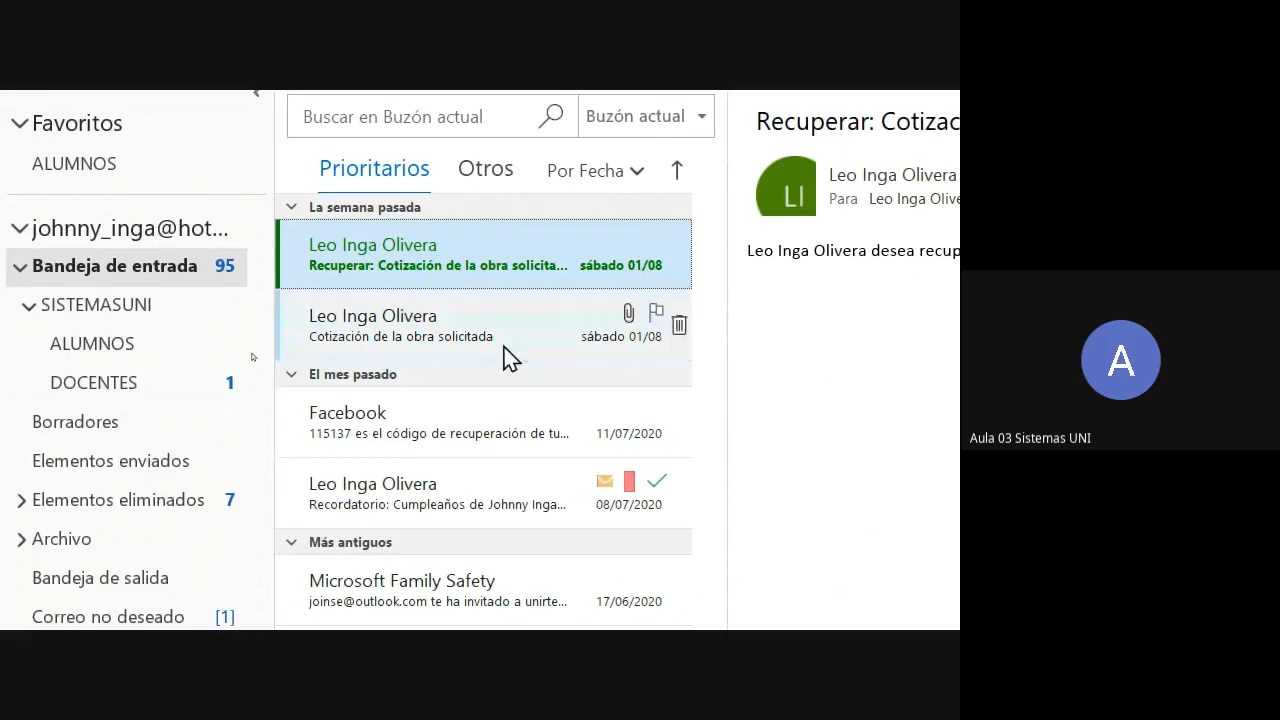 Favoritos
ALUMNOS
johnny_inga@hot...
Bandeja de entrada 95
SISTEMASUNI
ALUMNOS
DOCENTES 1
Borradores
Elementos enviados
Elementos eliminados 7
Archivo
Bandeja de salida
Correo no deseado [1]
Buscar en Buzón actual
Buzón actual
Prioritarios Otros Por Fecha
La semana pasada
Leo Inga Olivera
Recuperar: Cotización de la obra solicita... sábado 01/08
Leo Inga Olivera
Cotización de la obra solicitada sábado 01/08
El mes pasado
Facebook
115137 es el código de recuperación de tu... 11/07/2020
Leo Inga Olivera
Recordatorio: Cumpleaños de Johnny Inga... 08/07/2020
Más antiguos
Microsoft Family Safety
joinse@outlook.com te ha invitado a unirte... 17/06/2020
Recuperar: Cotizac
LI
Leo Inga Olivera
Para Leo Inga Olive
Leo Inga Olivera desea recup
A
Aula 03 Sistemas UNI